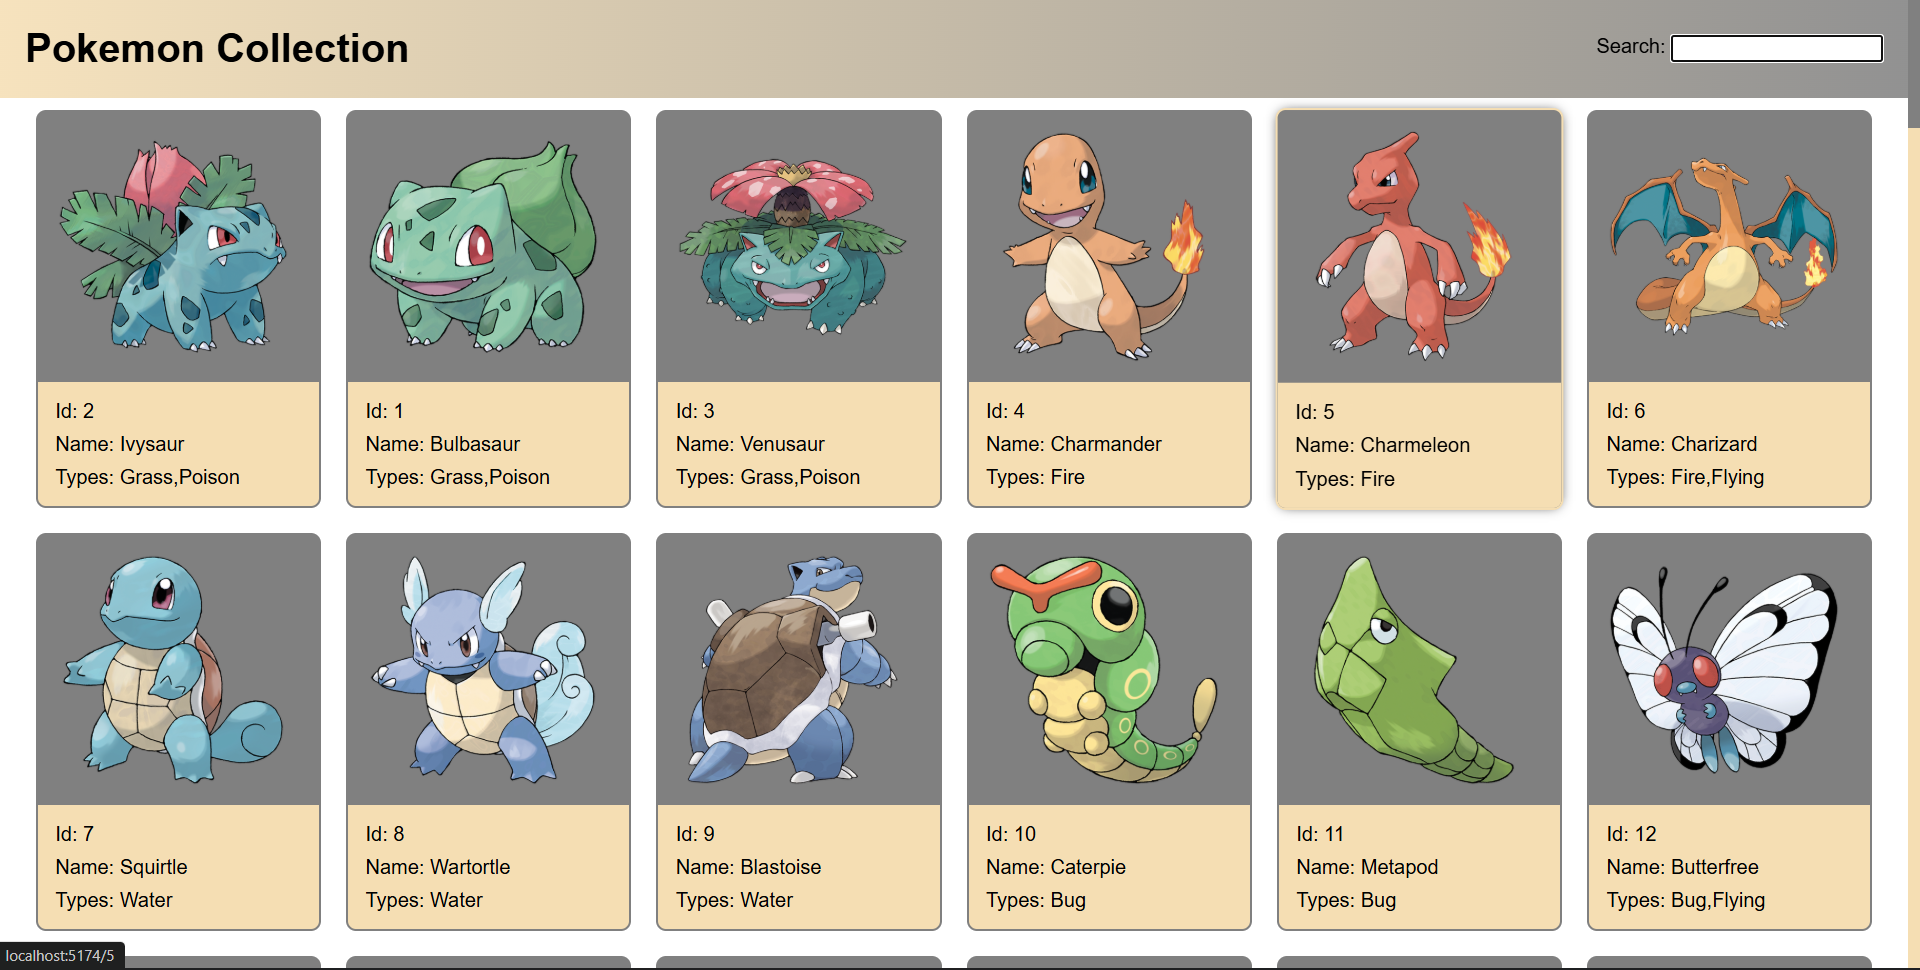 Pokemon Collection
Search:
Id: 2
Name: Ivysaur
Types: Grass,Poison
Id: 1
Name: Bulbasaur
Types: Grass,Poison
Id: 3
Name: Venusaur
Types: Grass,Poison
Id: 4
Name: Charmander
Types: Fire
Id: 5
Name: Charmeleon
Types: Fire
Id: 6
Name: Charizard
Types: Fire,Flying
Id: 7
Name: Squirtle
Types: Water
Id: 8
Name: Wartortle
Types: Water
Id: 9
Name: Blastoise
Types: Water
Id: 10
Name: Caterpie
Types: Bug
Id: 11
Name: Metapod
Types: Bug
Id: 12
Name: Butterfree
Types: Bug,Flying
localhost:5174/5